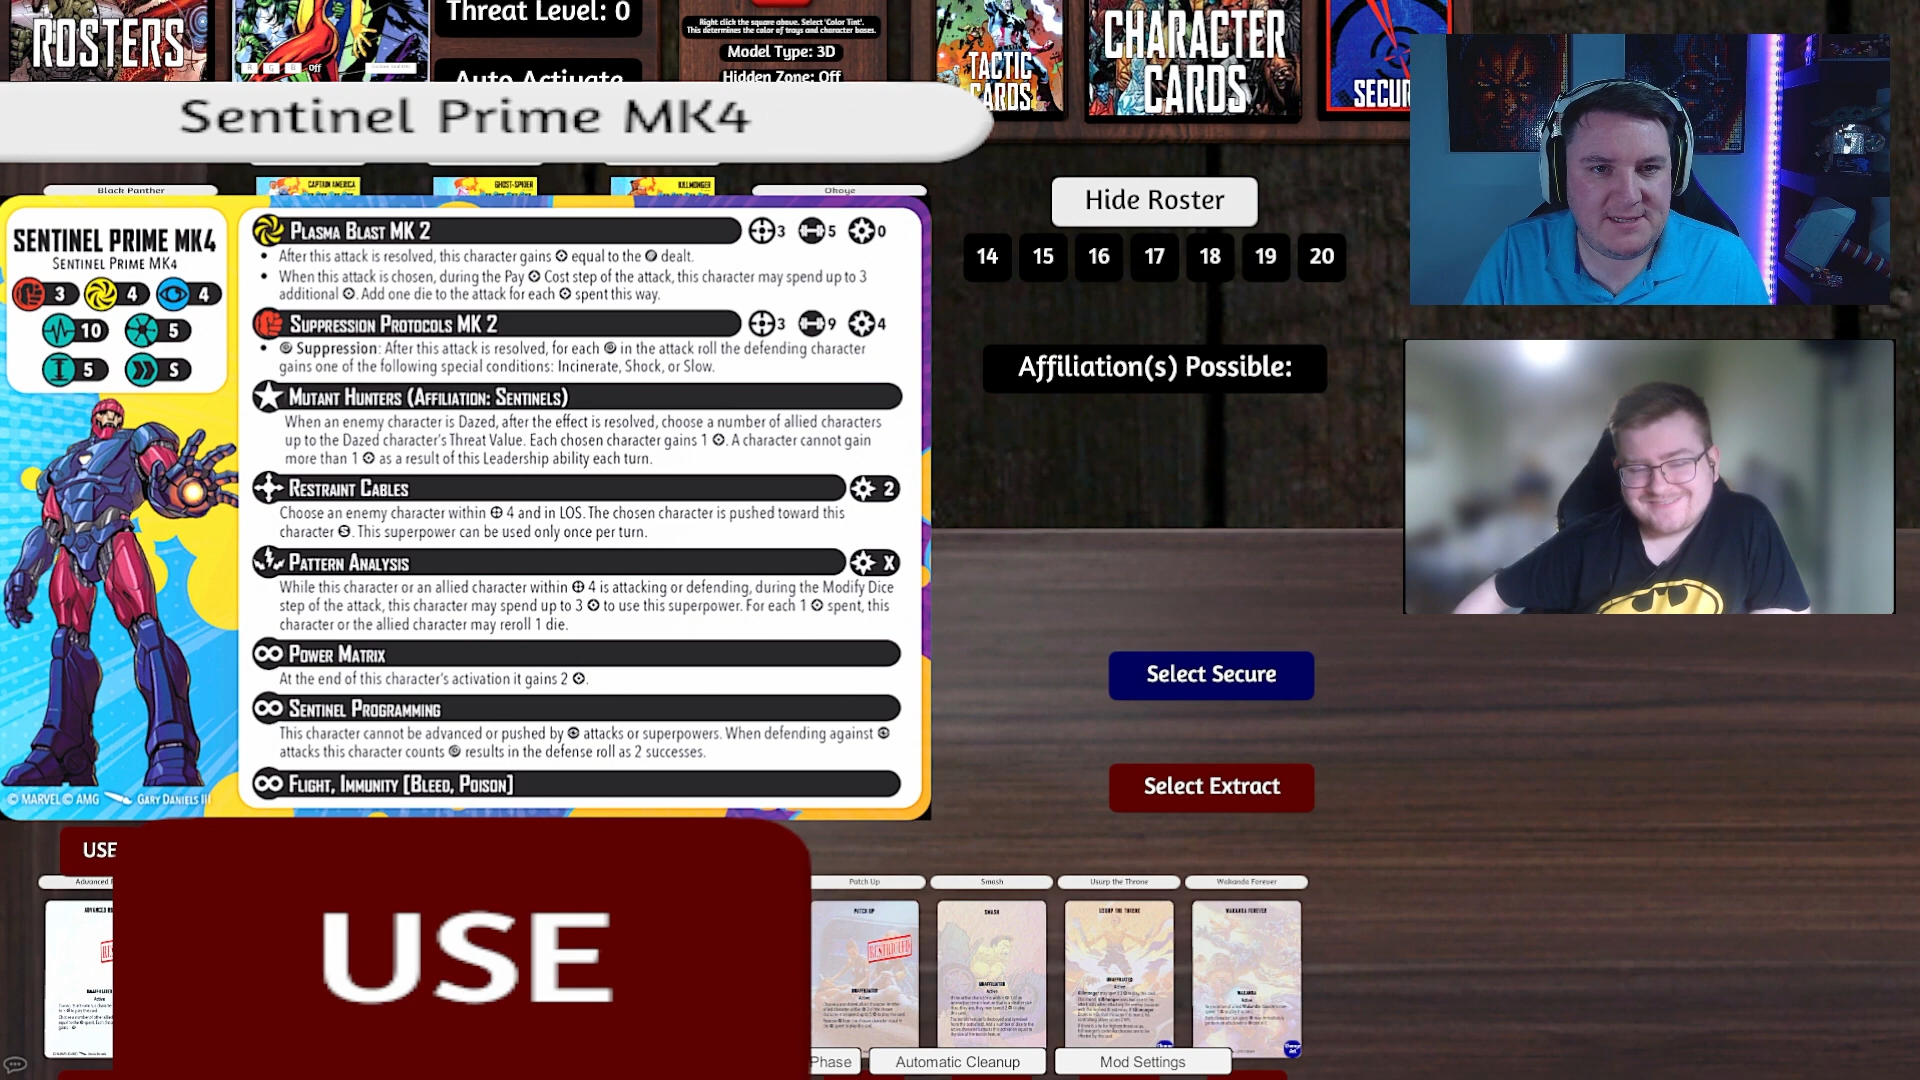 ROSTERS
Threat Level: 0
Auto Activate
Right click the square above. Select 'Color Tint'.
This determines the color of trays and character bases.
Model Type: 3D
Hidden Zone: Off
TACTIC
CARDS
CHARACTER
CARDS
SECUR
Sentinel Prime MK4
Black Panther
CAPTAIN AMERICA
GHOST-SPIDER
KILLMONGER
Okoye
SENTINEL PRIME MK4
SENTINEL PRIME MK4
3 4 4
10 5
5 S
© MARVEL © AMG GARY DANIELS III
PLASMA BLAST MK 2 3 5 0
• After this attack is resolved, this character gains equal to the dealt.
• When this attack is chosen, during the Pay Cost step of the attack, this character may spend up to 3
additional . Add one die to the attack for each spent this way.
SUPPRESSION PROTOCOLS MK 2 3 9 4
• Suppression: After this attack is resolved, for each in the attack roll the defending character
gains one of the following special conditions: Incinerate, Shock, or Slow.
MUTANT HUNTERS (AFFILIATION: SENTINELS)
When an enemy character is Dazed, after the effect is resolved, choose a number of allied characters
up to the Dazed character's Threat Value. Each chosen character gains 1 . A character cannot gain
more than 1 as a result of this Leadership ability each turn.
RESTRAINT CABLES 2
Choose an enemy character within 4 and in LOS. The chosen character is pushed toward this
character S. This superpower can be used only once per turn.
PATTERN ANALYSIS X
While this character or an allied character within 4 is attacking or defending, during the Modify Dice
step of the attack, this character may spend up to 3 to use this superpower. For each 1 spent, this
character or the allied character may reroll 1 die.
POWER MATRIX
At the end of this character's activation it gains 2 .
SENTINEL PROGRAMMING
This character cannot be advanced or pushed by attacks or superpowers. When defending against
attacks this character counts results in the defense roll as 2 successes.
FLIGHT, IMMUNITY [BLEED, POISON]
Hide Roster
14 15 16 17 18 19 20
Affiliation(s) Possible:
Select Secure
Select Extract
USE
USE
Patch Up
Smash
Usurp the Throne
Wakanda Forever
PATCH UP
RESTRICTED
SMASH
USURP THE THRONE
WAKANDA FOREVER
Phase
Automatic Cleanup
Mod Settings